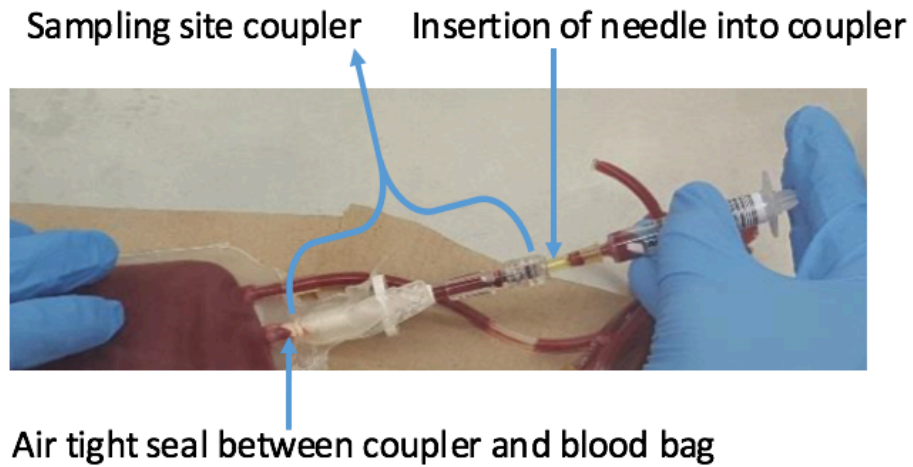 Sampling site coupler
Insertion of needle into coupler
Air tight seal between coupler and blood bag